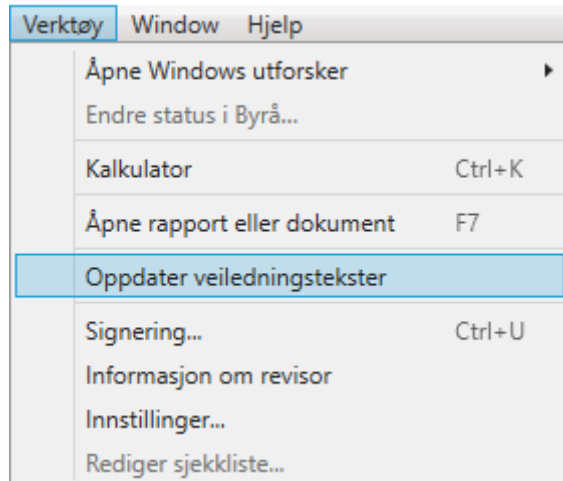 Verktøy Window Hjelp
Åpne Windows utforsker
Endre status i Byrå...
Kalkulator Ctrl+K
Åpne rapport eller dokument F7
Oppdater veiledningstekster
Signering... Ctrl+U
Informasjon om revisor
Innstillinger...
Rediger sjekkliste...